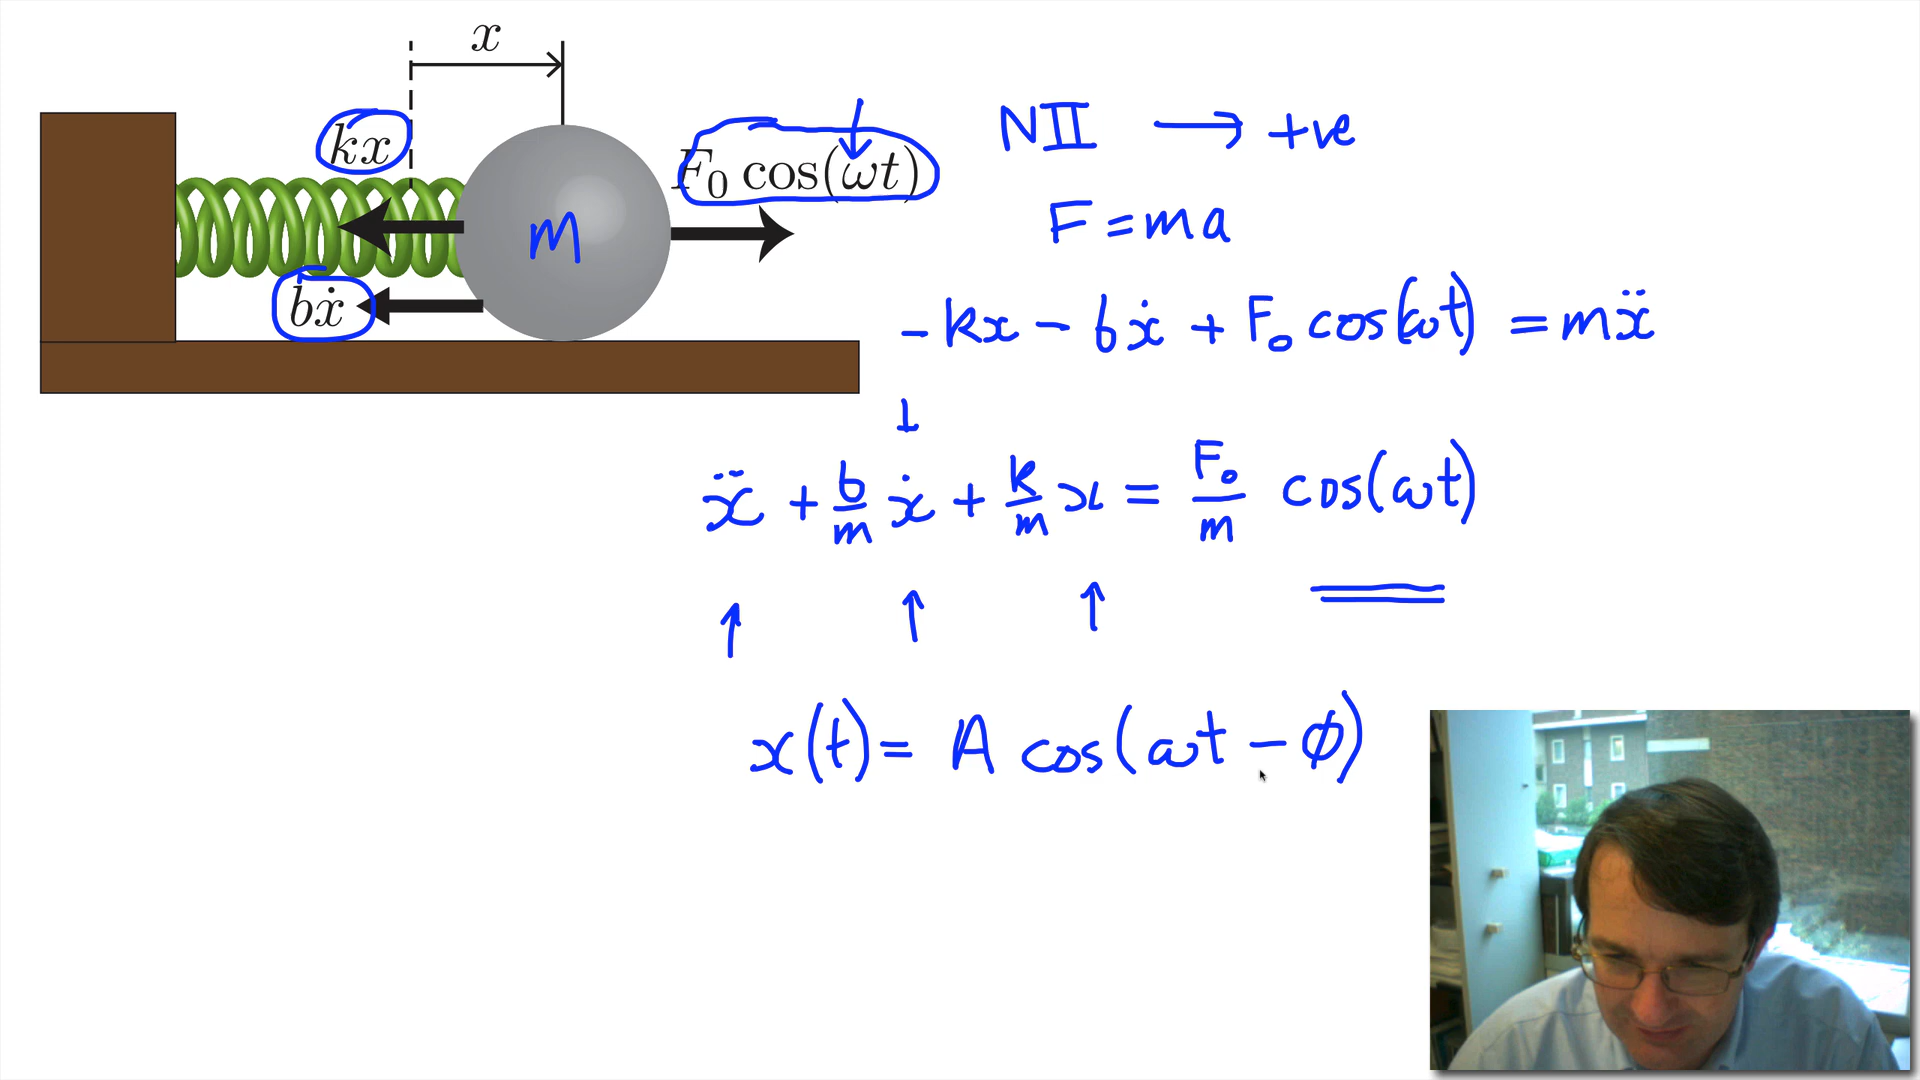 x
kx
F₀ cos(ωt)
m
bẋ
NII → +ve
F = ma
- kx - bẋ + F₀ cos(ωt) = mẍ
ẍ + b/m ẋ + k/m x = F₀/m cos(ωt)
x(t) = A cos(ωt - φ)